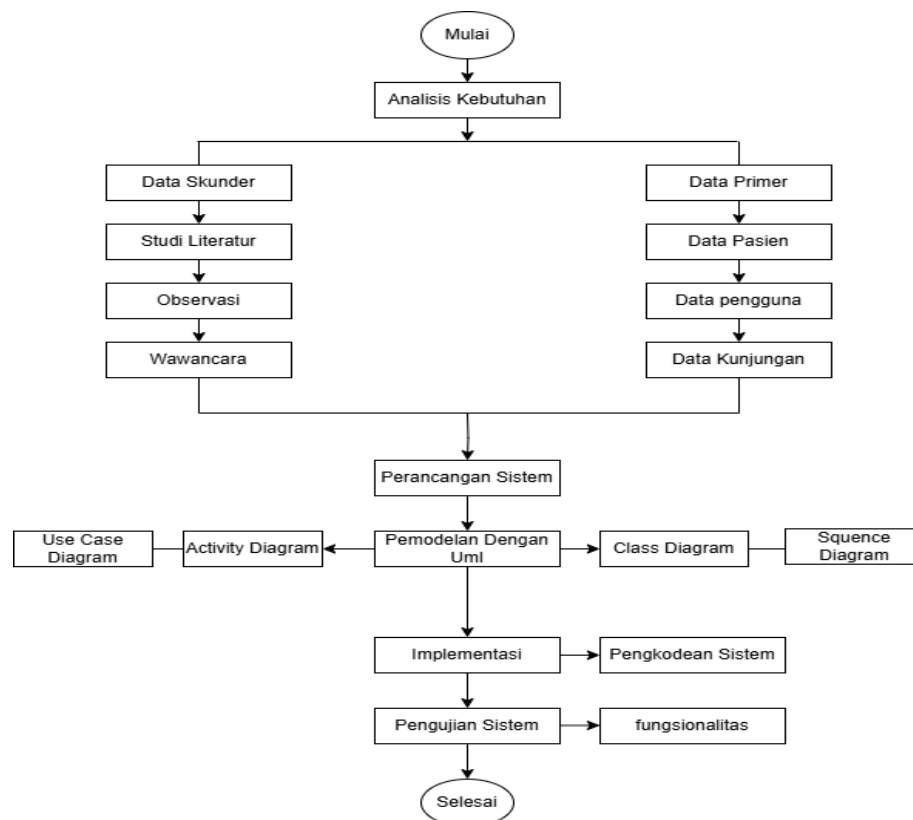 Mulai
Analisis Kebutuhan
Data Skunder
Data Primer
Studi Literatur
Data Pasien
Observasi
Data pengguna
Wawancara
Data Kunjungan
Perancangan Sistem
Use Case
Diagram
Activity Diagram
Pemodelan Dengan
Uml
Class Diagram
Squence
Diagram
Implementasi
Pengkodean Sistem
Pengujian Sistem
fungsionalitas
Selesai